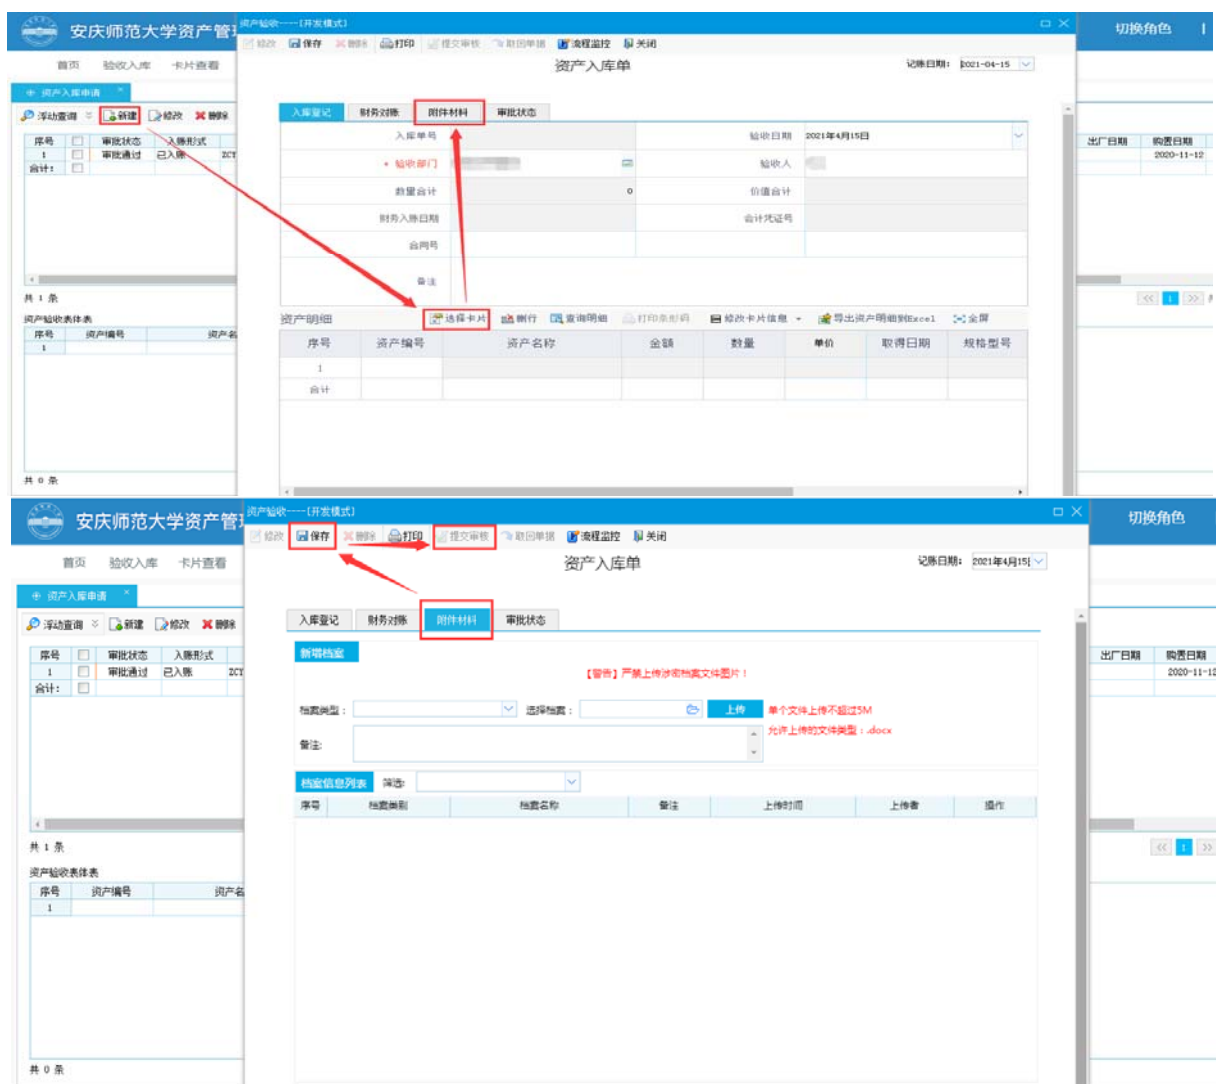 安庆师范大学资产管
资产验收----[开发模式]
切换角色
修改 保存 删除 打印 提交审核 取回单据 流程监控 关闭
首页 验收入库 卡片查看
资产入库单
记账日期： 2021-04-15
资产入库申请
浮动查询 新建 修改 删除
入库登记 财务对账 附件材料 审批状态
序号 审批状态 入账形式
出厂日期 购置日期
1 审批通过 已入账 ZCY
2020-11-12
合计：
入库单号
验收日期 2021年4月15日
* 验收部门
验收人
数量合计 0
价值合计
财务入账日期
会计凭证号
合同号
备注
共 1 条
1
资产验收表体表
资产明细 选择卡片 删行 查询明细 打印条形码 修改卡片信息 导出资产明细到Excel 全屏
序号 资产编号 资产名
1
序号 资产编号 资产名称 金额 数量 单价 取得日期 规格型号
1
合计
共 0 条
安庆师范大学资产管
资产验收----[开发模式]
切换角色
修改 保存 删除 打印 提交审核 取回单据 流程监控 关闭
首页 验收入库 卡片查看
资产入库单
记账日期： 2021年4月15日
资产入库申请
浮动查询 新建 修改 删除
入库登记 财务对账 附件材料 审批状态
序号 审批状态 入账形式
出厂日期 购置日期
1 审批通过 已入账 ZCY
2020-11-12
合计：
新增档案
【警告】严禁上传涉密档案文件图片！
档案类型： 选择档案： 上传 单个文件上传不超过5M
允许上传的文件类型：.docx
备注:
档案信息列表 筛选:
序号 档案类别 档案名称 备注 上传时间 上传者 操作
共 1 条
1
资产验收表体表
序号 资产编号 资产名
1
共 0 条